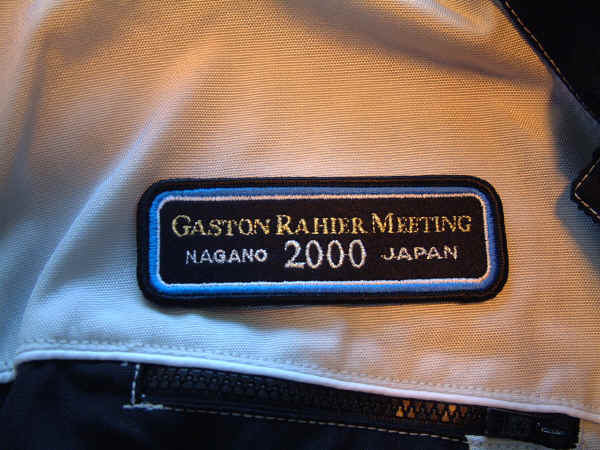 GASTON RAHIER MEETING
NAGANO 2000 JAPAN